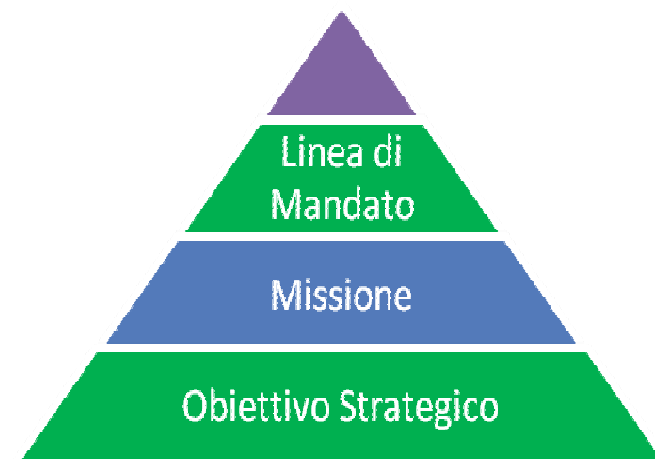 Linea di
Mandato
Missione
Obiettivo Strategico